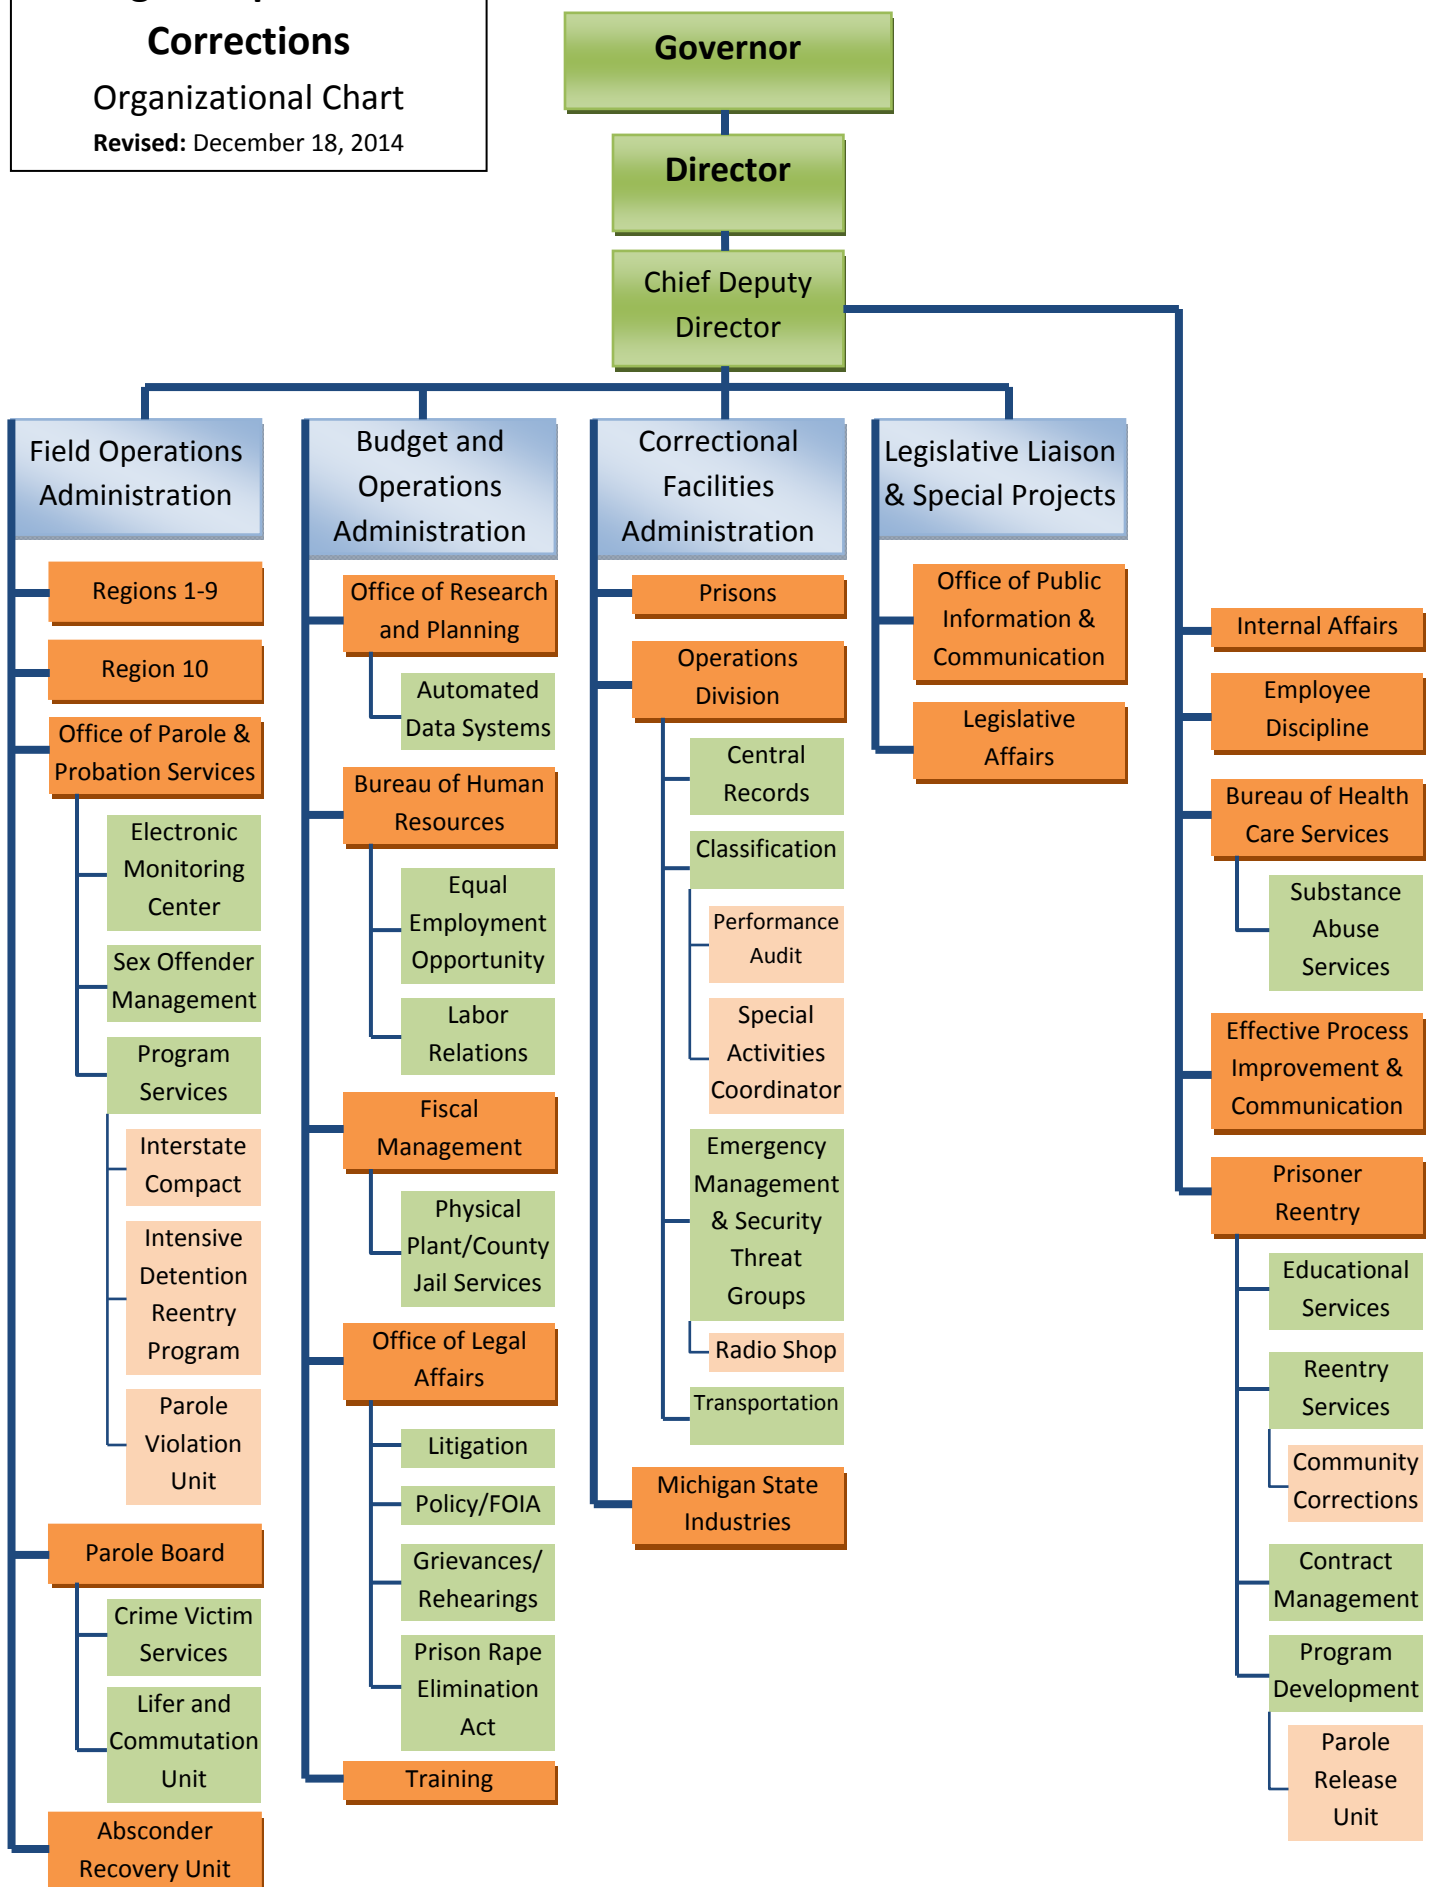 Corrections
Organizational Chart
Revised: December 18, 2014
Governor
Director
Chief Deputy
Director
Field Operations
Administration
Regions 1-9
Region 10
Office of Parole &
Probation Services
Electronic
Monitoring
Center
Sex Offender
Management
Program
Services
Interstate
Compact
Intensive
Detention
Reentry
Program
Parole
Violation
Unit
Parole Board
Crime Victim
Services
Lifer and
Commutation
Unit
Absconder
Recovery Unit
Budget and
Operations
Administration
Office of Research
and Planning
Automated
Data Systems
Bureau of Human
Resources
Equal
Employment
Opportunity
Labor
Relations
Fiscal
Management
Physical
Plant/County
Jail Services
Office of Legal
Affairs
Litigation
Policy/FOIA
Grievances/
Rehearings
Prison Rape
Elimination
Act
Training
Correctional
Facilities
Administration
Prisons
Operations
Division
Central
Records
Classification
Performance
Audit
Special
Activities
Coordinator
Emergency
Management
& Security
Threat
Groups
Radio Shop
Transportation
Michigan State
Industries
Legislative Liaison
& Special Projects
Office of Public
Information &
Communication
Legislative
Affairs
Internal Affairs
Employee
Discipline
Bureau of Health
Care Services
Substance
Abuse
Services
Effective Process
Improvement &
Communication
Prisoner
Reentry
Educational
Services
Reentry
Services
Community
Corrections
Contract
Management
Program
Development
Parole
Release
Unit